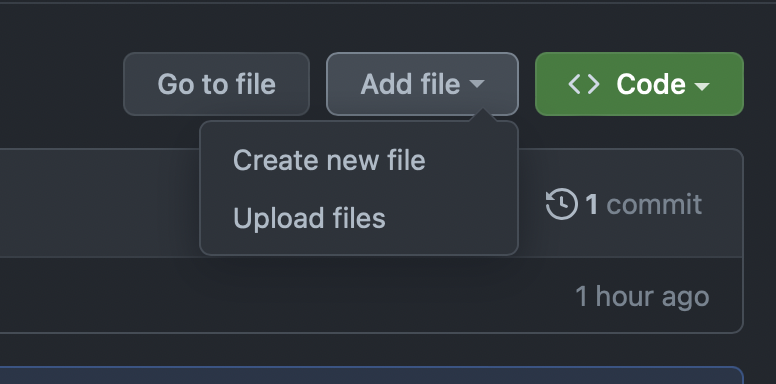 Go to file
Add file
<> Code
Create new file
Upload files
1 commit
1 hour ago